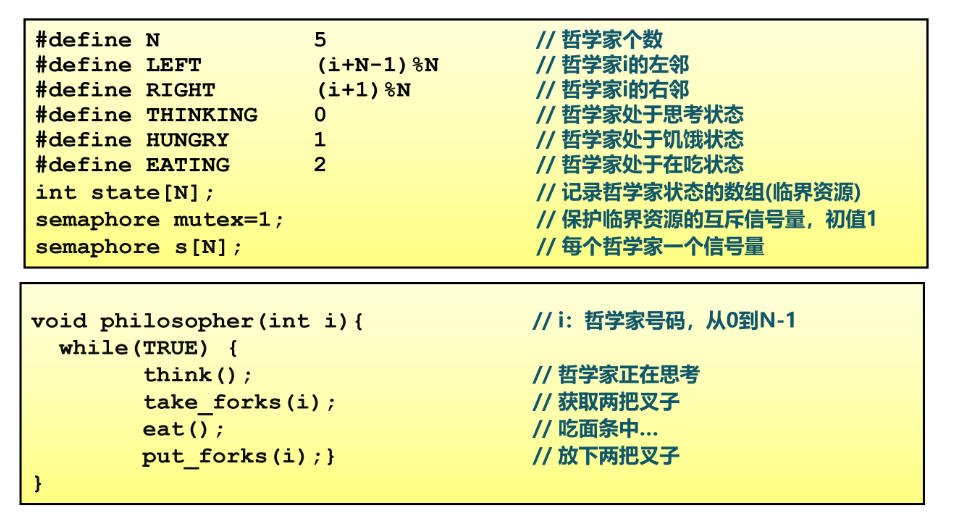 #define N 5 // 哲学家个数
#define LEFT (i+N-1)%N // 哲学家i的左邻
#define RIGHT (i+1)%N // 哲学家i的右邻
#define THINKING 0 // 哲学家处于思考状态
#define HUNGRY 1 // 哲学家处于饥饿状态
#define EATING 2 // 哲学家处于在吃状态
int state[N]; // 记录哲学家状态的数组(临界资源)
semaphore mutex=1; // 保护临界资源的互斥信号量，初值1
semaphore s[N]; // 每个哲学家一个信号量
void philosopher(int i){ // i：哲学家号码，从0到N-1
while(TRUE) {
think(); // 哲学家正在思考
take_forks(i); // 获取两把叉子
eat(); // 吃面条中…
put_forks(i);} // 放下两把叉子
}